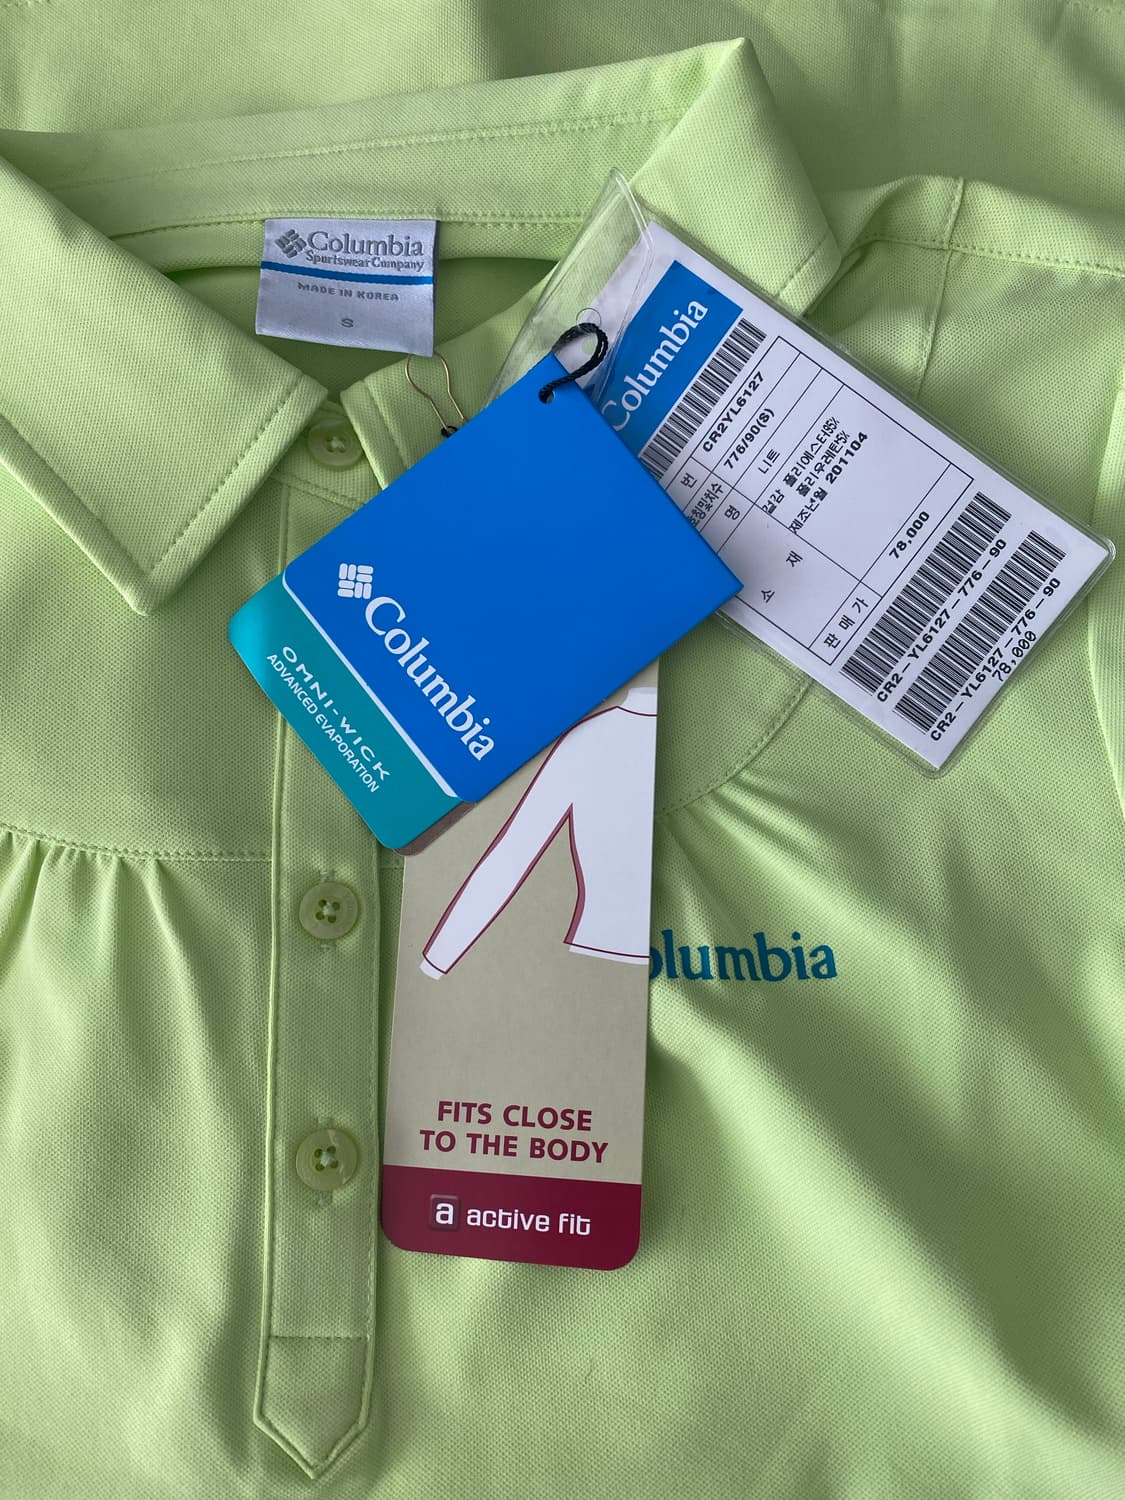 Columbia
Sportswear Company
MADE IN KOREA
S
Columbia
번 CR2YL6127
호칭및치수 776/90(S)
명 니트
소 재 겉감 폴리에스터95%
폴리우레탄5%
제조년월 201104
판 매 가 78,000
CR2-YL6127-776-90
CR2-YL6127-776-90
78,000
Columbia
OMNI-WICK
ADVANCED EVAPORATION
olumbia
FITS CLOSE
TO THE BODY
a active fit